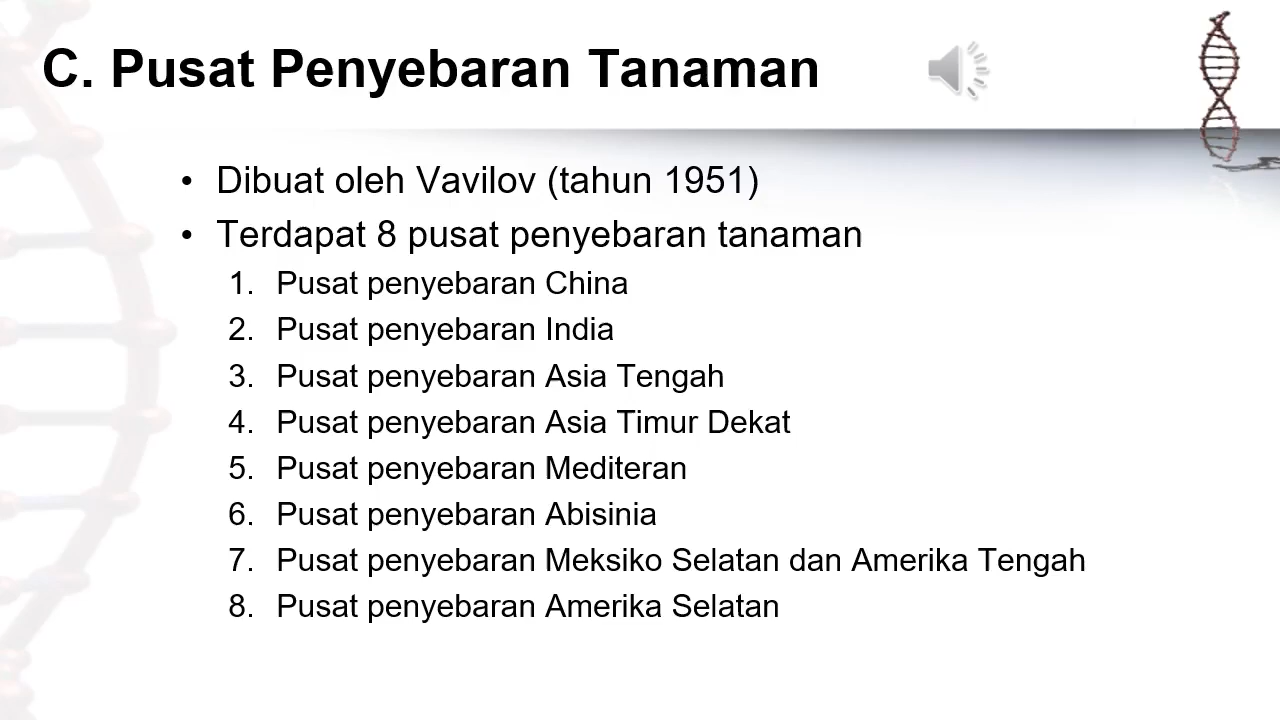 C. Pusat Penyebaran Tanaman
• Dibuat oleh Vavilov (tahun 1951)
• Terdapat 8 pusat penyebaran tanaman
1. Pusat penyebaran China
2. Pusat penyebaran India
3. Pusat penyebaran Asia Tengah
4. Pusat penyebaran Asia Timur Dekat
5. Pusat penyebaran Mediteran
6. Pusat penyebaran Abisinia
7. Pusat penyebaran Meksiko Selatan dan Amerika Tengah
8. Pusat penyebaran Amerika Selatan